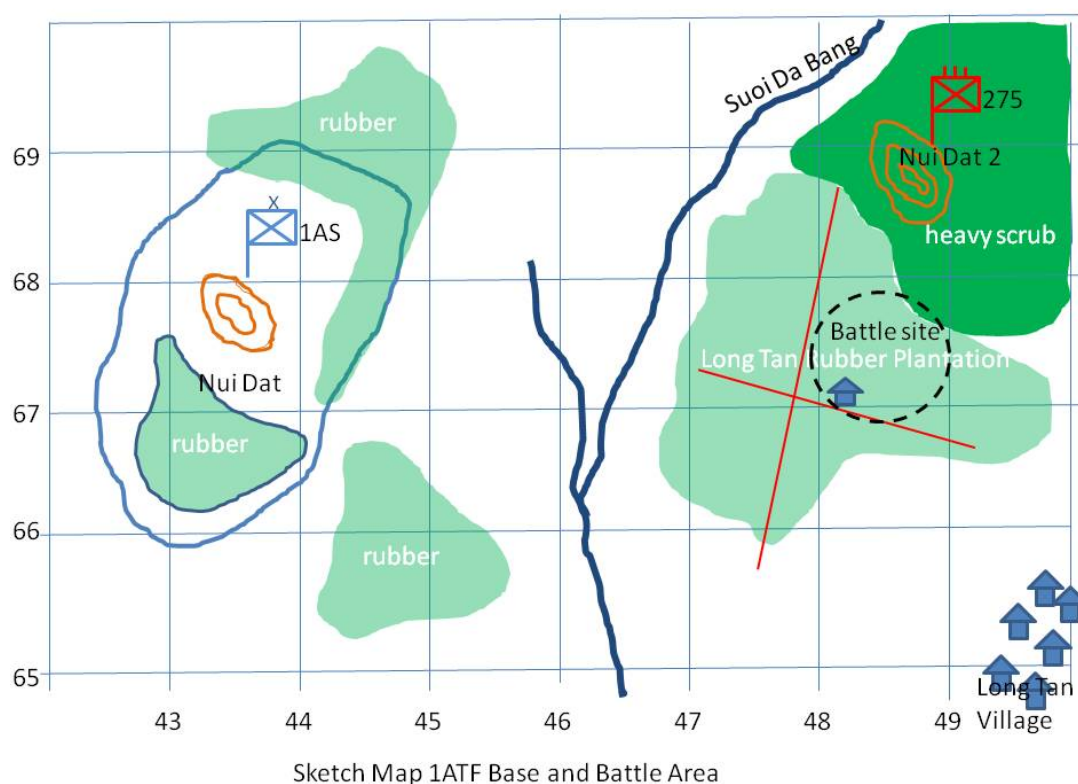 Suoi Da Bang
rubber
275
69
Nui Dat 2
x
1AS
heavy scrub
68
Battle site
Long Tan Rubber Plantation
Nui Dat
67
rubber
66
rubber
65
Long Tan
Village
43 44 45 46 47 48 49
Sketch Map 1ATF Base and Battle Area